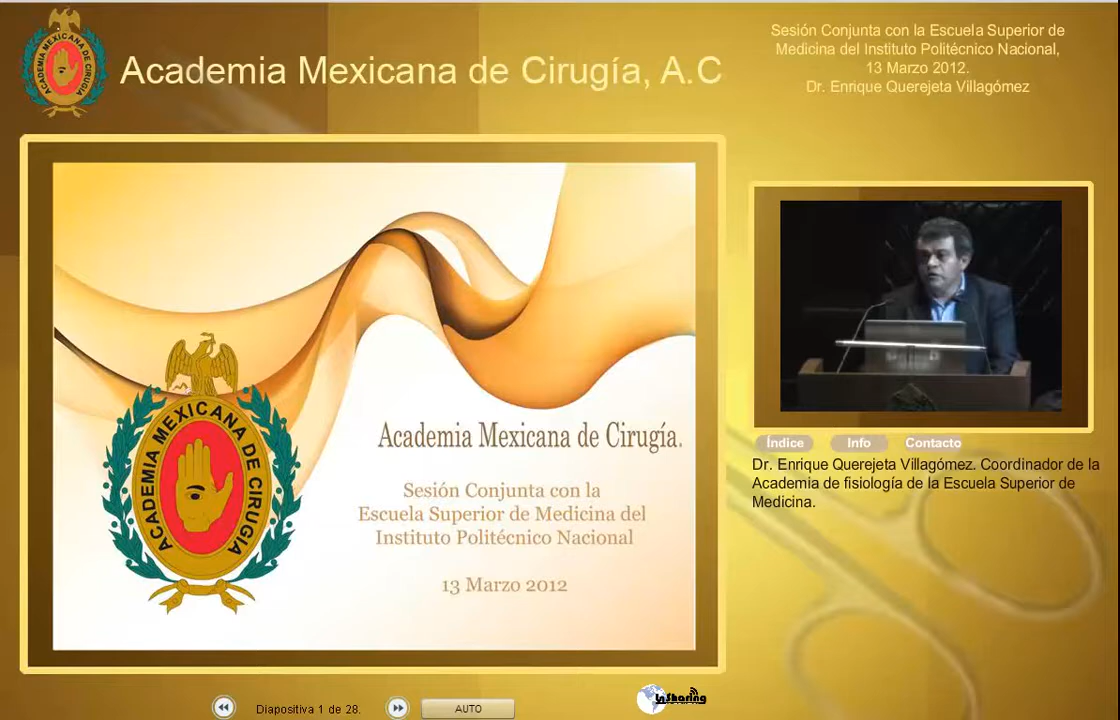 Academia Mexicana de Cirugía, A.C
Sesión Conjunta con la Escuela Superior de
Medicina del Instituto Politécnico Nacional,
13 Marzo 2012.
Dr. Enrique Querejeta Villagómez
ACADEMIA MEXICANA DE CIRUGIA
ACADEMIA MEXICANA DE CIRUGIA
Academia Mexicana de Cirugía.
Sesión Conjunta con la
Escuela Superior de Medicina del
Instituto Politécnico Nacional
13 Marzo 2012
Índice Info Contacto
Dr. Enrique Querejeta Villagómez. Coordinador de la
Academia de fisiología de la Escuela Superior de
Medicina.
Diapositiva 1 de 28.
AUTO
InSharing